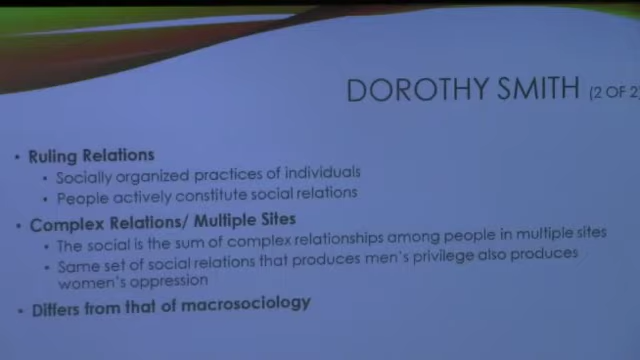 DOROTHY SMITH (2 OF 2)
• Ruling Relations
• Socially organized practices of individuals
• People actively constitute social relations
• Complex Relations/ Multiple Sites
• The social is the sum of complex relationships among people in multiple sites
• Same set of social relations that produces men's privilege also produces
women's oppression
• Differs from that of macrosociology